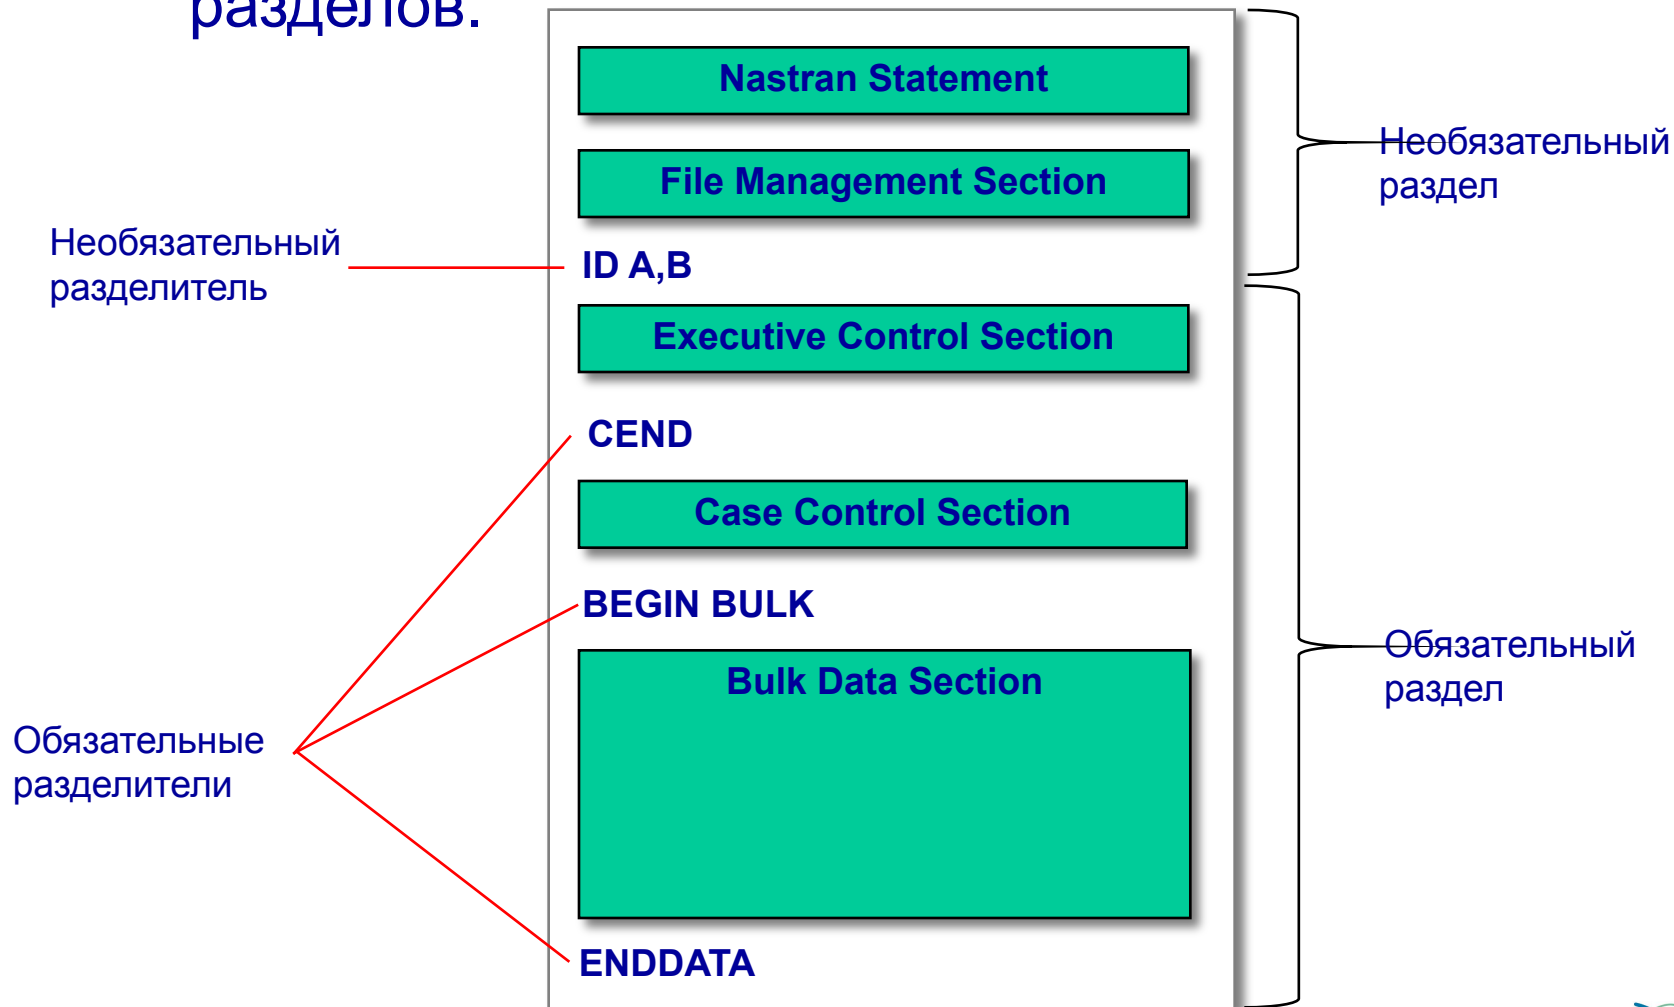 разделов.
Nastran Statement
File Management Section
Необязательный
раздел
Необязательный
разделитель
ID A,B
Executive Control Section
CEND
Case Control Section
BEGIN BULK
Bulk Data Section
Обязательный
раздел
Обязательные
разделители
ENDDATA